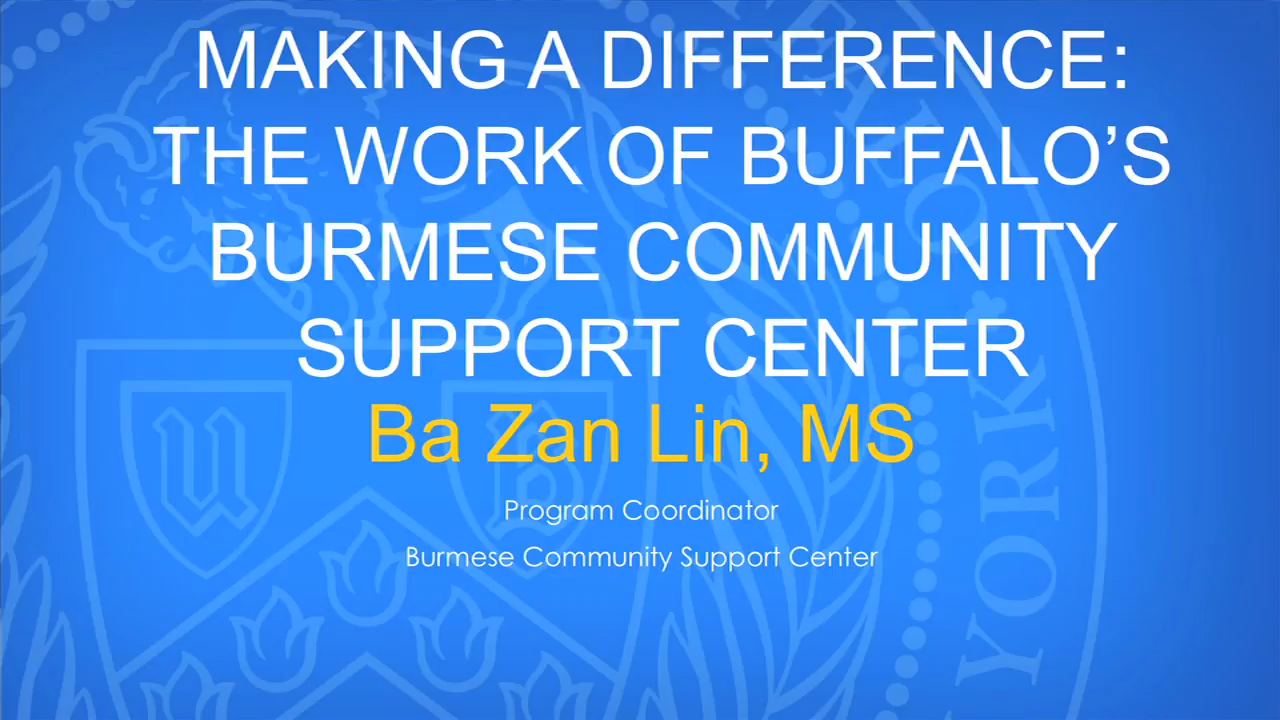 MAKING A DIFFERENCE:
THE WORK OF BUFFALO’S
BURMESE COMMUNITY
SUPPORT CENTER
Ba Zan Lin, MS
Program Coordinator
Burmese Community Support Center
YORK